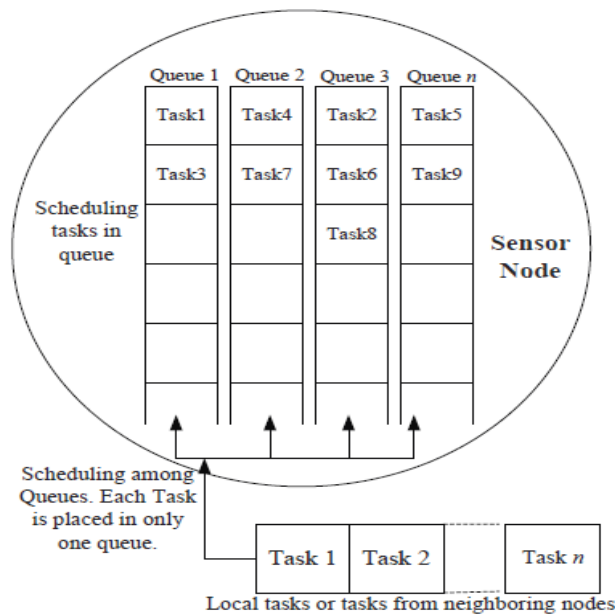 Queue 1 Queue 2 Queue 3 Queue n
Task1 Task4 Task2 Task5
Task3 Task7 Task6 Task9
Task8
Scheduling
tasks in
queue
Sensor
Node
Scheduling among
Queues. Each Task
is placed in only
one queue.
Task 1 Task 2 Task n
Local tasks or tasks from neighboring nodes